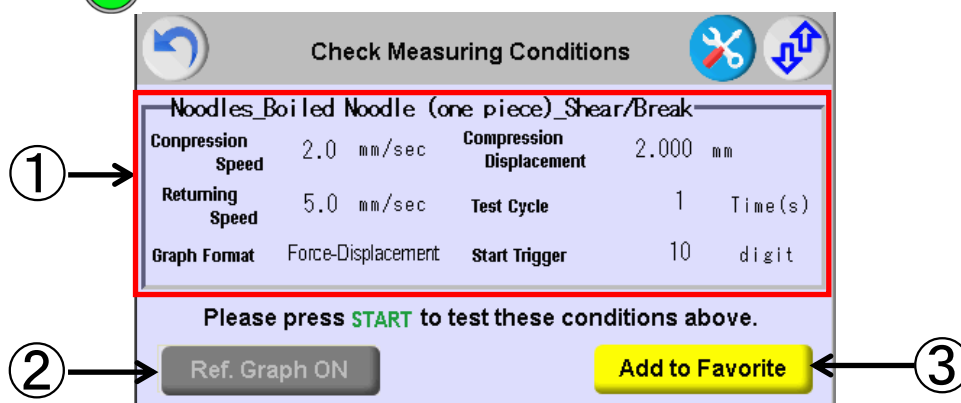 Check Measuring Conditions
Noodles_Boiled Noodle (one piece)_Shear/Break
Conpression Speed 2.0 mm/sec Compression Displacement 2.000 mm
Returning Speed 5.0 mm/sec Test Cycle 1 Time(s)
Graph Format Force-Displacement Start Trigger 10 digit
①
Please press START to test these conditions above.
② Ref. Graph ON Add to Favorite ③